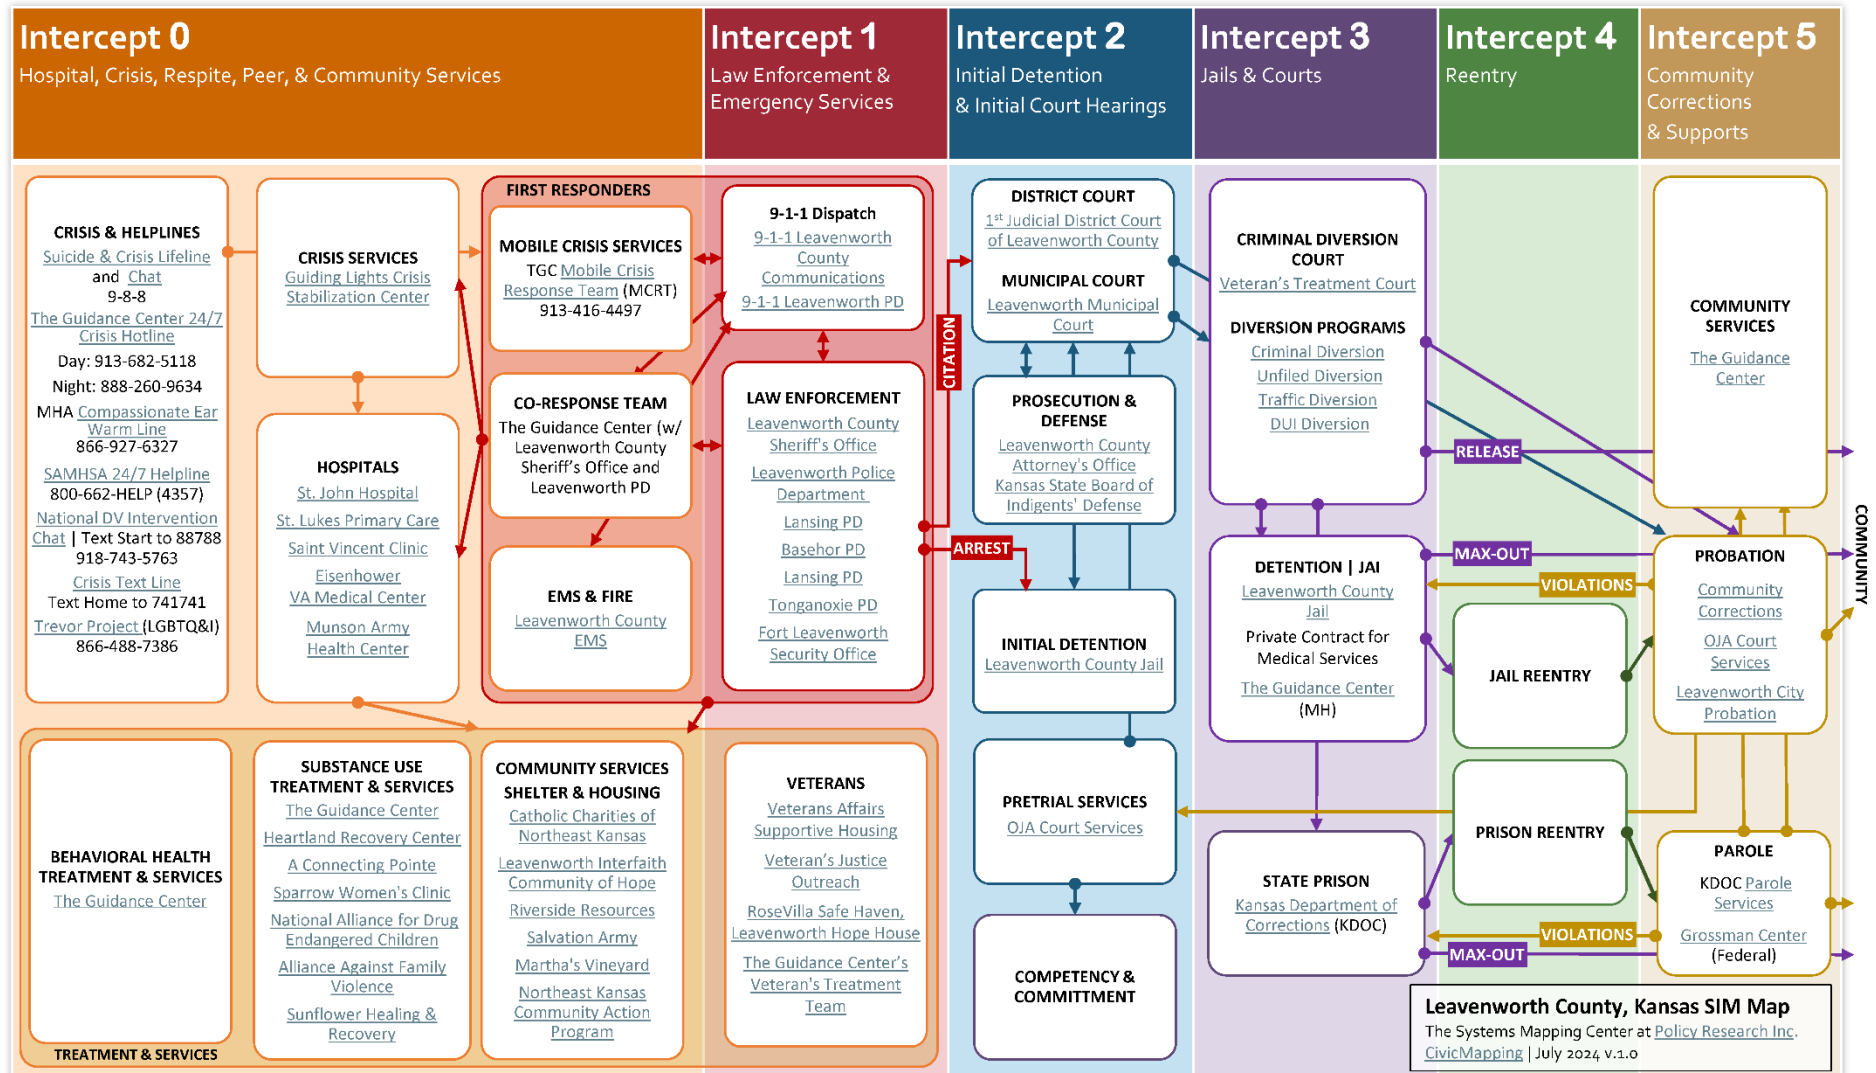 Intercept 0
Hospital, Crisis, Respite, Peer, & Community Services
Intercept 1
Law Enforcement &
Emergency Services
Intercept 2
Initial Detention
& Initial Court Hearings
Intercept 3
Jails & Courts
Intercept 4
Reentry
Intercept 5
Community
Corrections
& Supports
CRISIS & HELPLINES
Suicide & Crisis Lifeline
and Chat
9-8-8
The Guidance Center 24/7
Crisis Hotline
Day: 913-682-5118
Night: 888-260-9634
MHA Compassionate Ear
Warm Line
866-927-6327
SAMHSA 24/7 Helpline
800-662-HELP (4357)
National DV Intervention
Chat | Text Start to 88788
918-743-5763
Crisis Text Line
Text Home to 741741
Trevor Project (LGBTQ&I)
866-488-7386
CRISIS SERVICES
Guiding Lights Crisis
Stabilization Center
HOSPITALS
St. John Hospital
St. Lukes Primary Care
Saint Vincent Clinic
Eisenhower
VA Medical Center
Munson Army
Health Center
FIRST RESPONDERS
MOBILE CRISIS SERVICES
TGC Mobile Crisis
Response Team (MCRT)
913-416-4497
CO-RESPONSE TEAM
The Guidance Center (w/
Leavenworth County
Sheriff's Office and
Leavenworth PD
EMS & FIRE
Leavenworth County
EMS
9-1-1 Dispatch
9-1-1 Leavenworth
County
Communications
9-1-1 Leavenworth PD
LAW ENFORCEMENT
Leavenworth County
Sheriff's Office
Leavenworth Police
Department
Lansing PD
Basehor PD
Lansing PD
Tonganoxie PD
Fort Leavenworth
Security Office
CITATION
ARREST
DISTRICT COURT
1st Judicial District Court
of Leavenworth County
MUNICIPAL COURT
Leavenworth Municipal
Court
PROSECUTION &
DEFENSE
Leavenworth County
Attorney's Office
Kansas State Board of
Indigents' Defense
INITIAL DETENTION
Leavenworth County Jail
PRETRIAL SERVICES
OJA Court Services
COMPETENCY &
COMMITTMENT
CRIMINAL DIVERSION
COURT
Veteran's Treatment Court
DIVERSION PROGRAMS
Criminal Diversion
Unfiled Diversion
Traffic Diversion
DUI Diversion
DETENTION | JAI
Leavenworth County
Jail
Private Contract for
Medical Services
The Guidance Center
(MH)
STATE PRISON
Kansas Department of
Corrections (KDOC)
RELEASE
MAX-OUT
VIOLATIONS
JAIL REENTRY
PRISON REENTRY
VIOLATIONS
MAX-OUT
COMMUNITY
SERVICES
The Guidance
Center
PROBATION
Community
Corrections
OJA Court
Services
Leavenworth City
Probation
PAROLE
KDOC Parole
Services
Grossman Center
(Federal)
COMMUNITY
BEHAVIORAL HEALTH
TREATMENT & SERVICES
The Guidance Center
TREATMENT & SERVICES
SUBSTANCE USE
TREATMENT & SERVICES
The Guidance Center
Heartland Recovery Center
A Connecting Pointe
Sparrow Women's Clinic
National Alliance for Drug
Endangered Children
Alliance Against Family
Violence
Sunflower Healing &
Recovery
COMMUNITY SERVICES
SHELTER & HOUSING
Catholic Charities of
Northeast Kansas
Leavenworth Interfaith
Community of Hope
Riverside Resources
Salvation Army
Martha's Vineyard
Northeast Kansas
Community Action
Program
VETERANS
Veterans Affairs
Supportive Housing
Veteran's Justice
Outreach
RoseVilla Safe Haven,
Leavenworth Hope House
The Guidance Center's
Veteran's Treatment
Team
Leavenworth County, Kansas SIM Map
The Systems Mapping Center at Policy Research Inc.
CivicMapping | July 2024 v.1.0